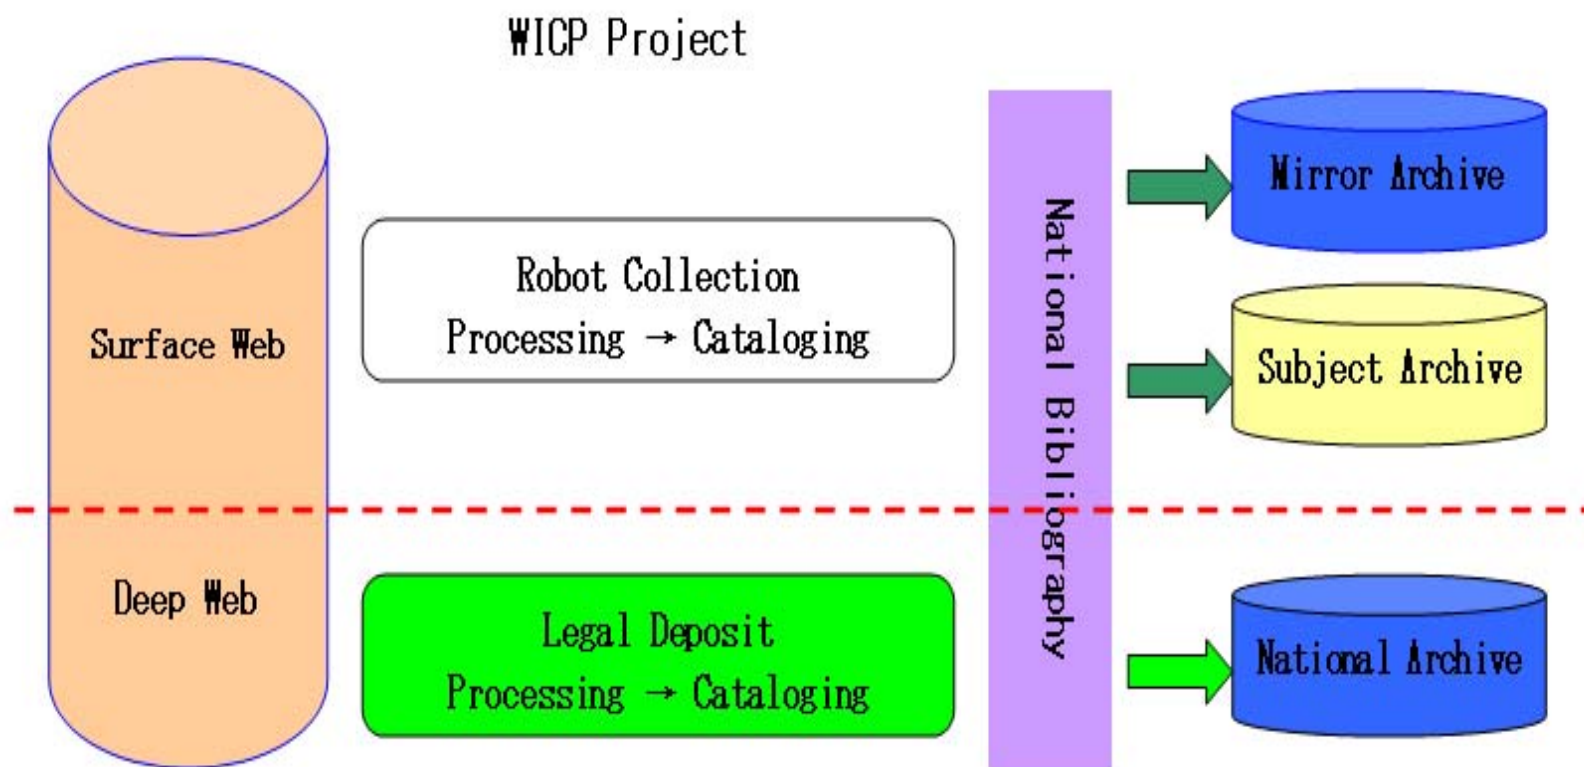 WICP Project
Surface Web
Deep Web
Robot Collection
Processing → Cataloging
Legal Deposit
Processing → Cataloging
National Bibliography
Mirror Archive
Subject Archive
National Archive